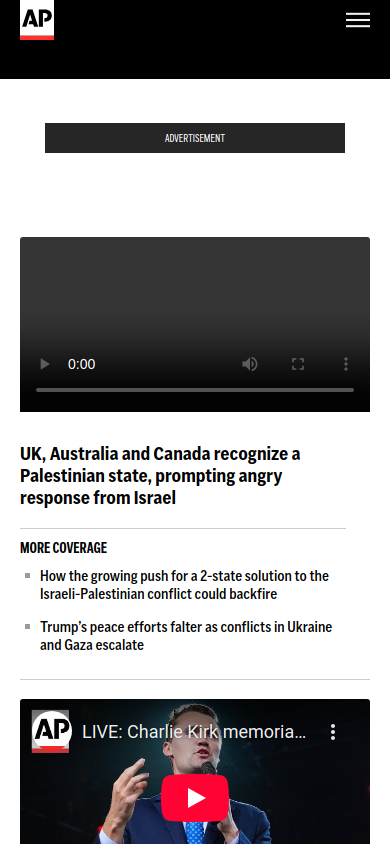 AP
ADVERTISEMENT
0:00
UK, Australia and Canada recognize a
Palestinian state, prompting angry
response from Israel
MORE COVERAGE
How the growing push for a 2-state solution to the
Israeli-Palestinian conflict could backfire
Trump's peace efforts falter as conflicts in Ukraine
and Gaza escalate
AP LIVE: Charlie Kirk memoria...